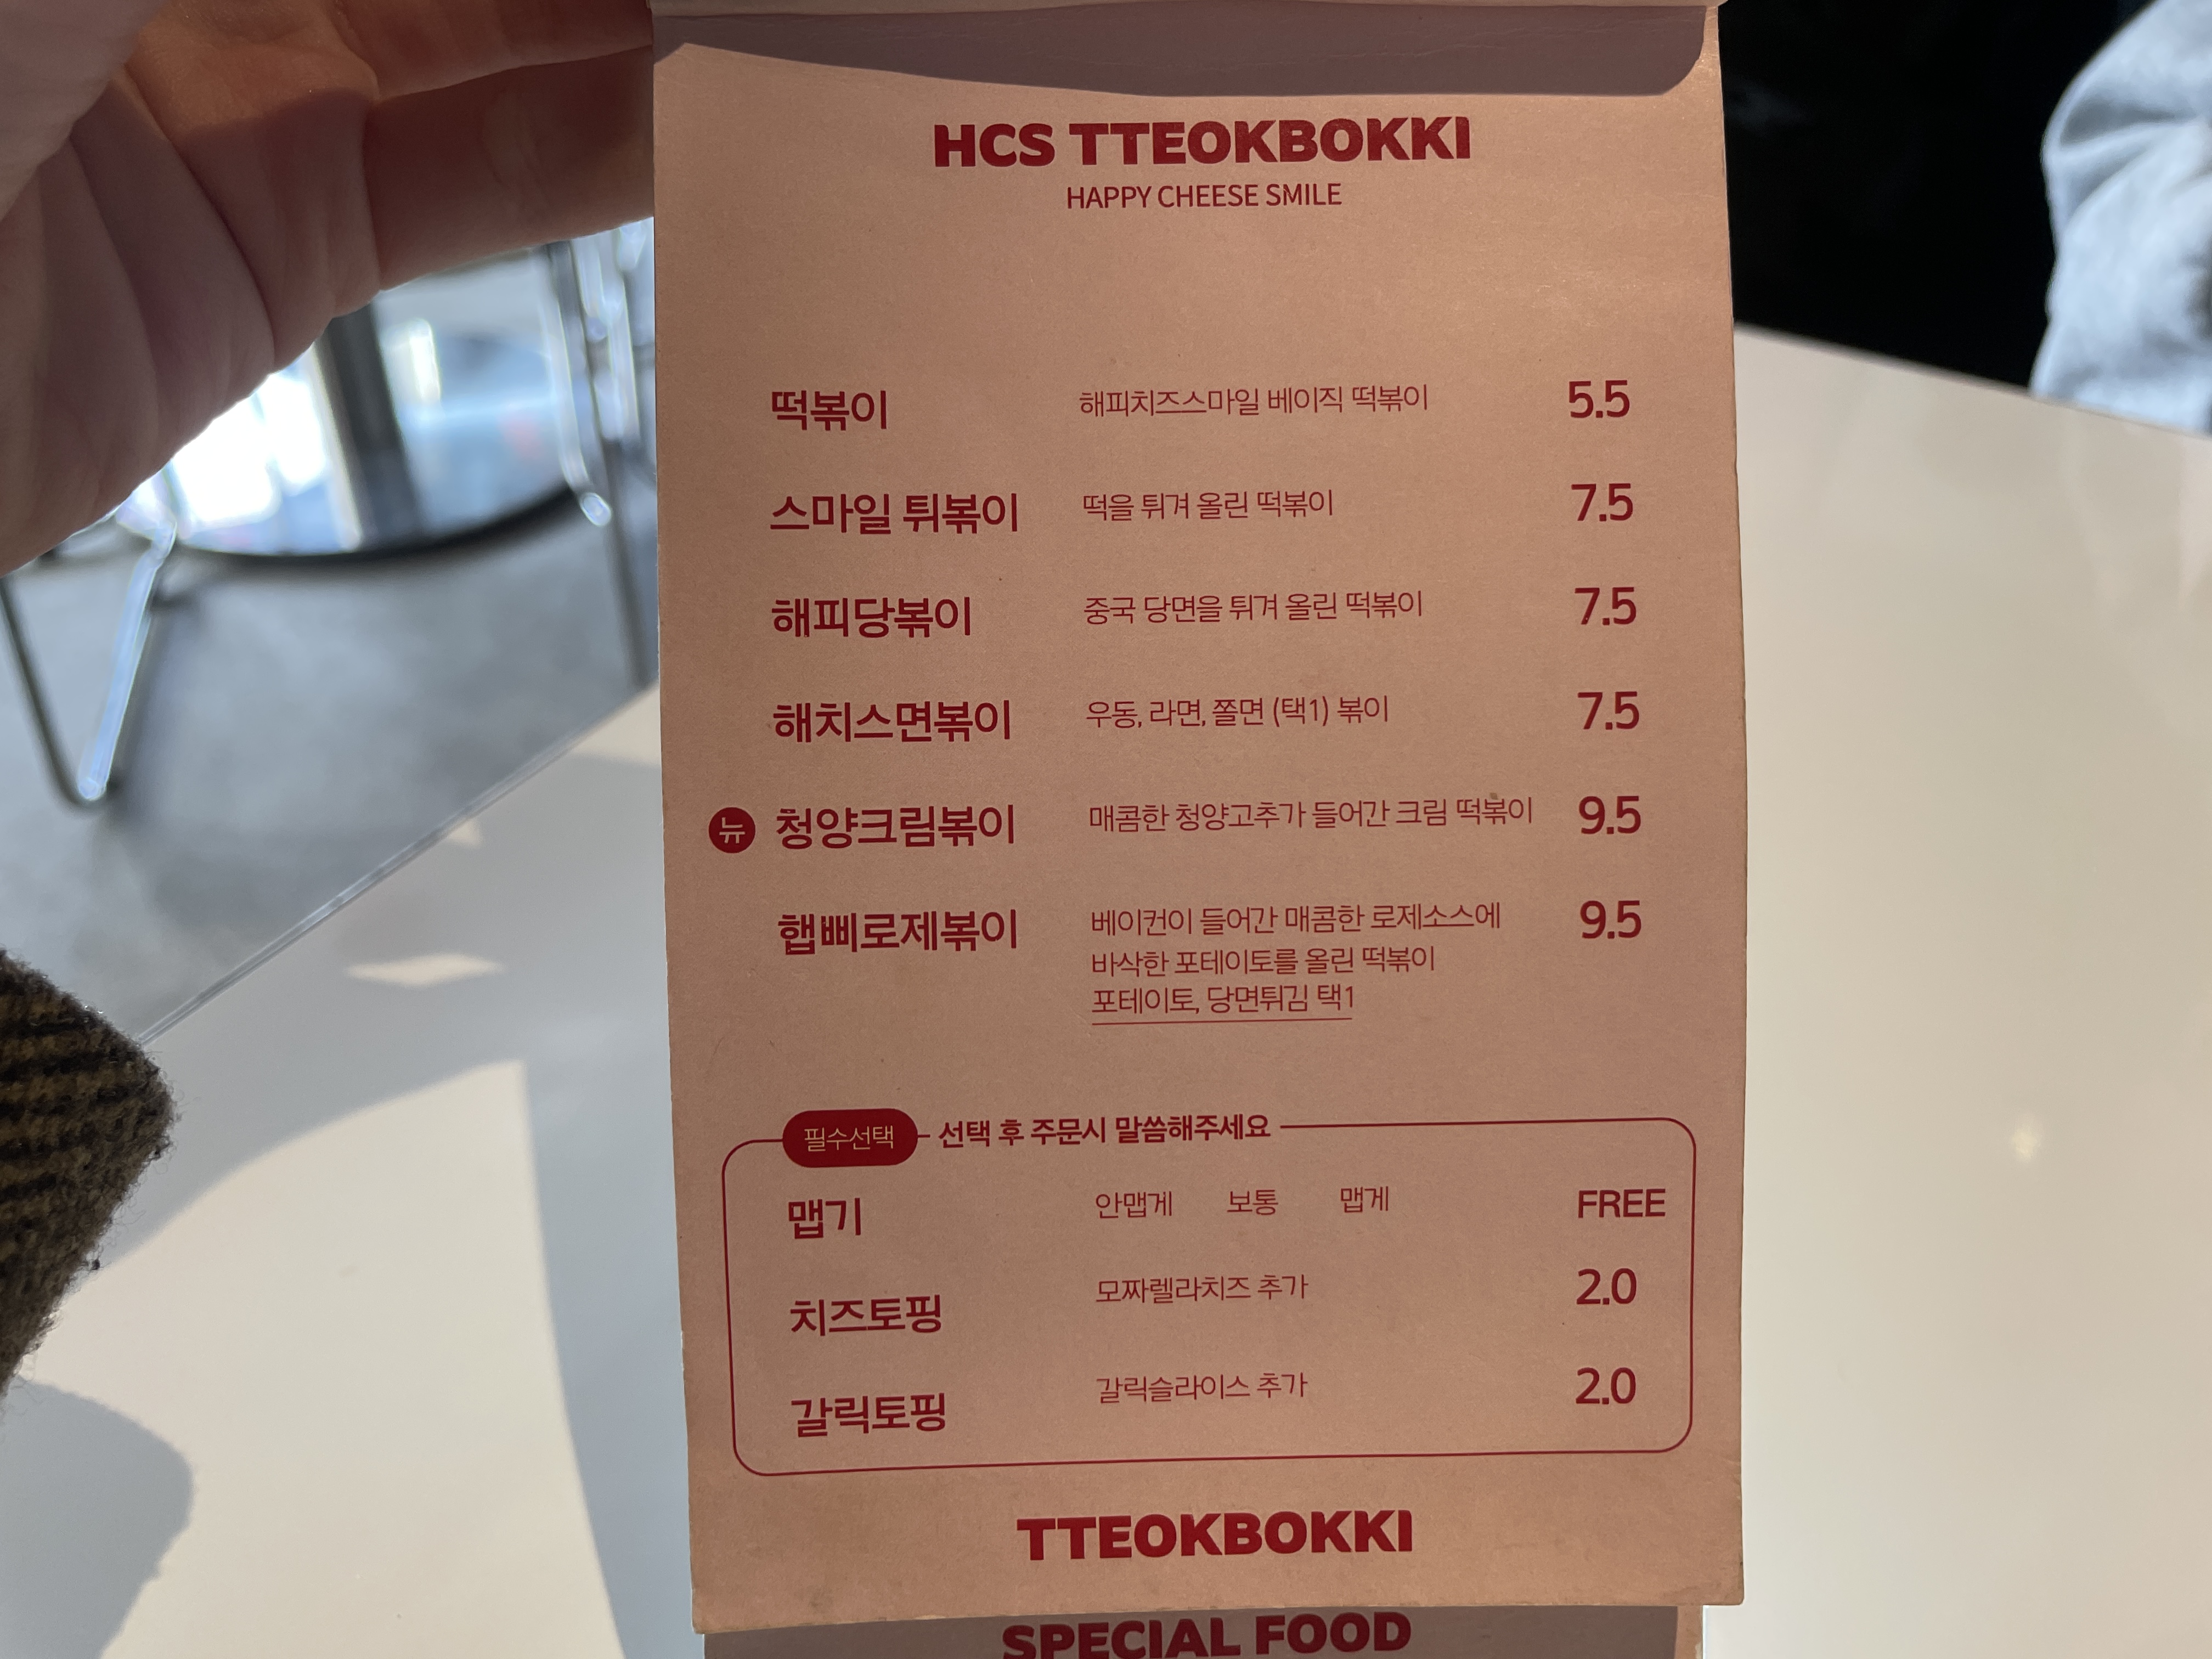 HCS TTEOKBOKKI
HAPPY CHEESE SMILE
떡볶이 해피치즈스마일 베이직 떡볶이 5.5
스마일 튀볶이 떡을 튀겨 올린 떡볶이 7.5
해피당볶이 중국 당면을 튀겨 올린 떡볶이 7.5
해치스면볶이 우동, 라면, 쫄면 (택1) 볶이 7.5
뉴 청양크림볶이 매콤한 청양고추가 들어간 크림 떡볶이 9.5
햅삐로제볶이 베이컨이 들어간 매콤한 로제소스에 9.5
바삭한 포테이토를 올린 떡볶이
포테이토, 당면튀김 택1
필수선택 선택 후 주문시 말씀해주세요
맵기 안맵게 보통 맵게 FREE
치즈토핑 모짜렐라치즈 추가 2.0
갈릭토핑 갈릭슬라이스 추가 2.0
TTEOKBOKKI
SPECIAL FOOD